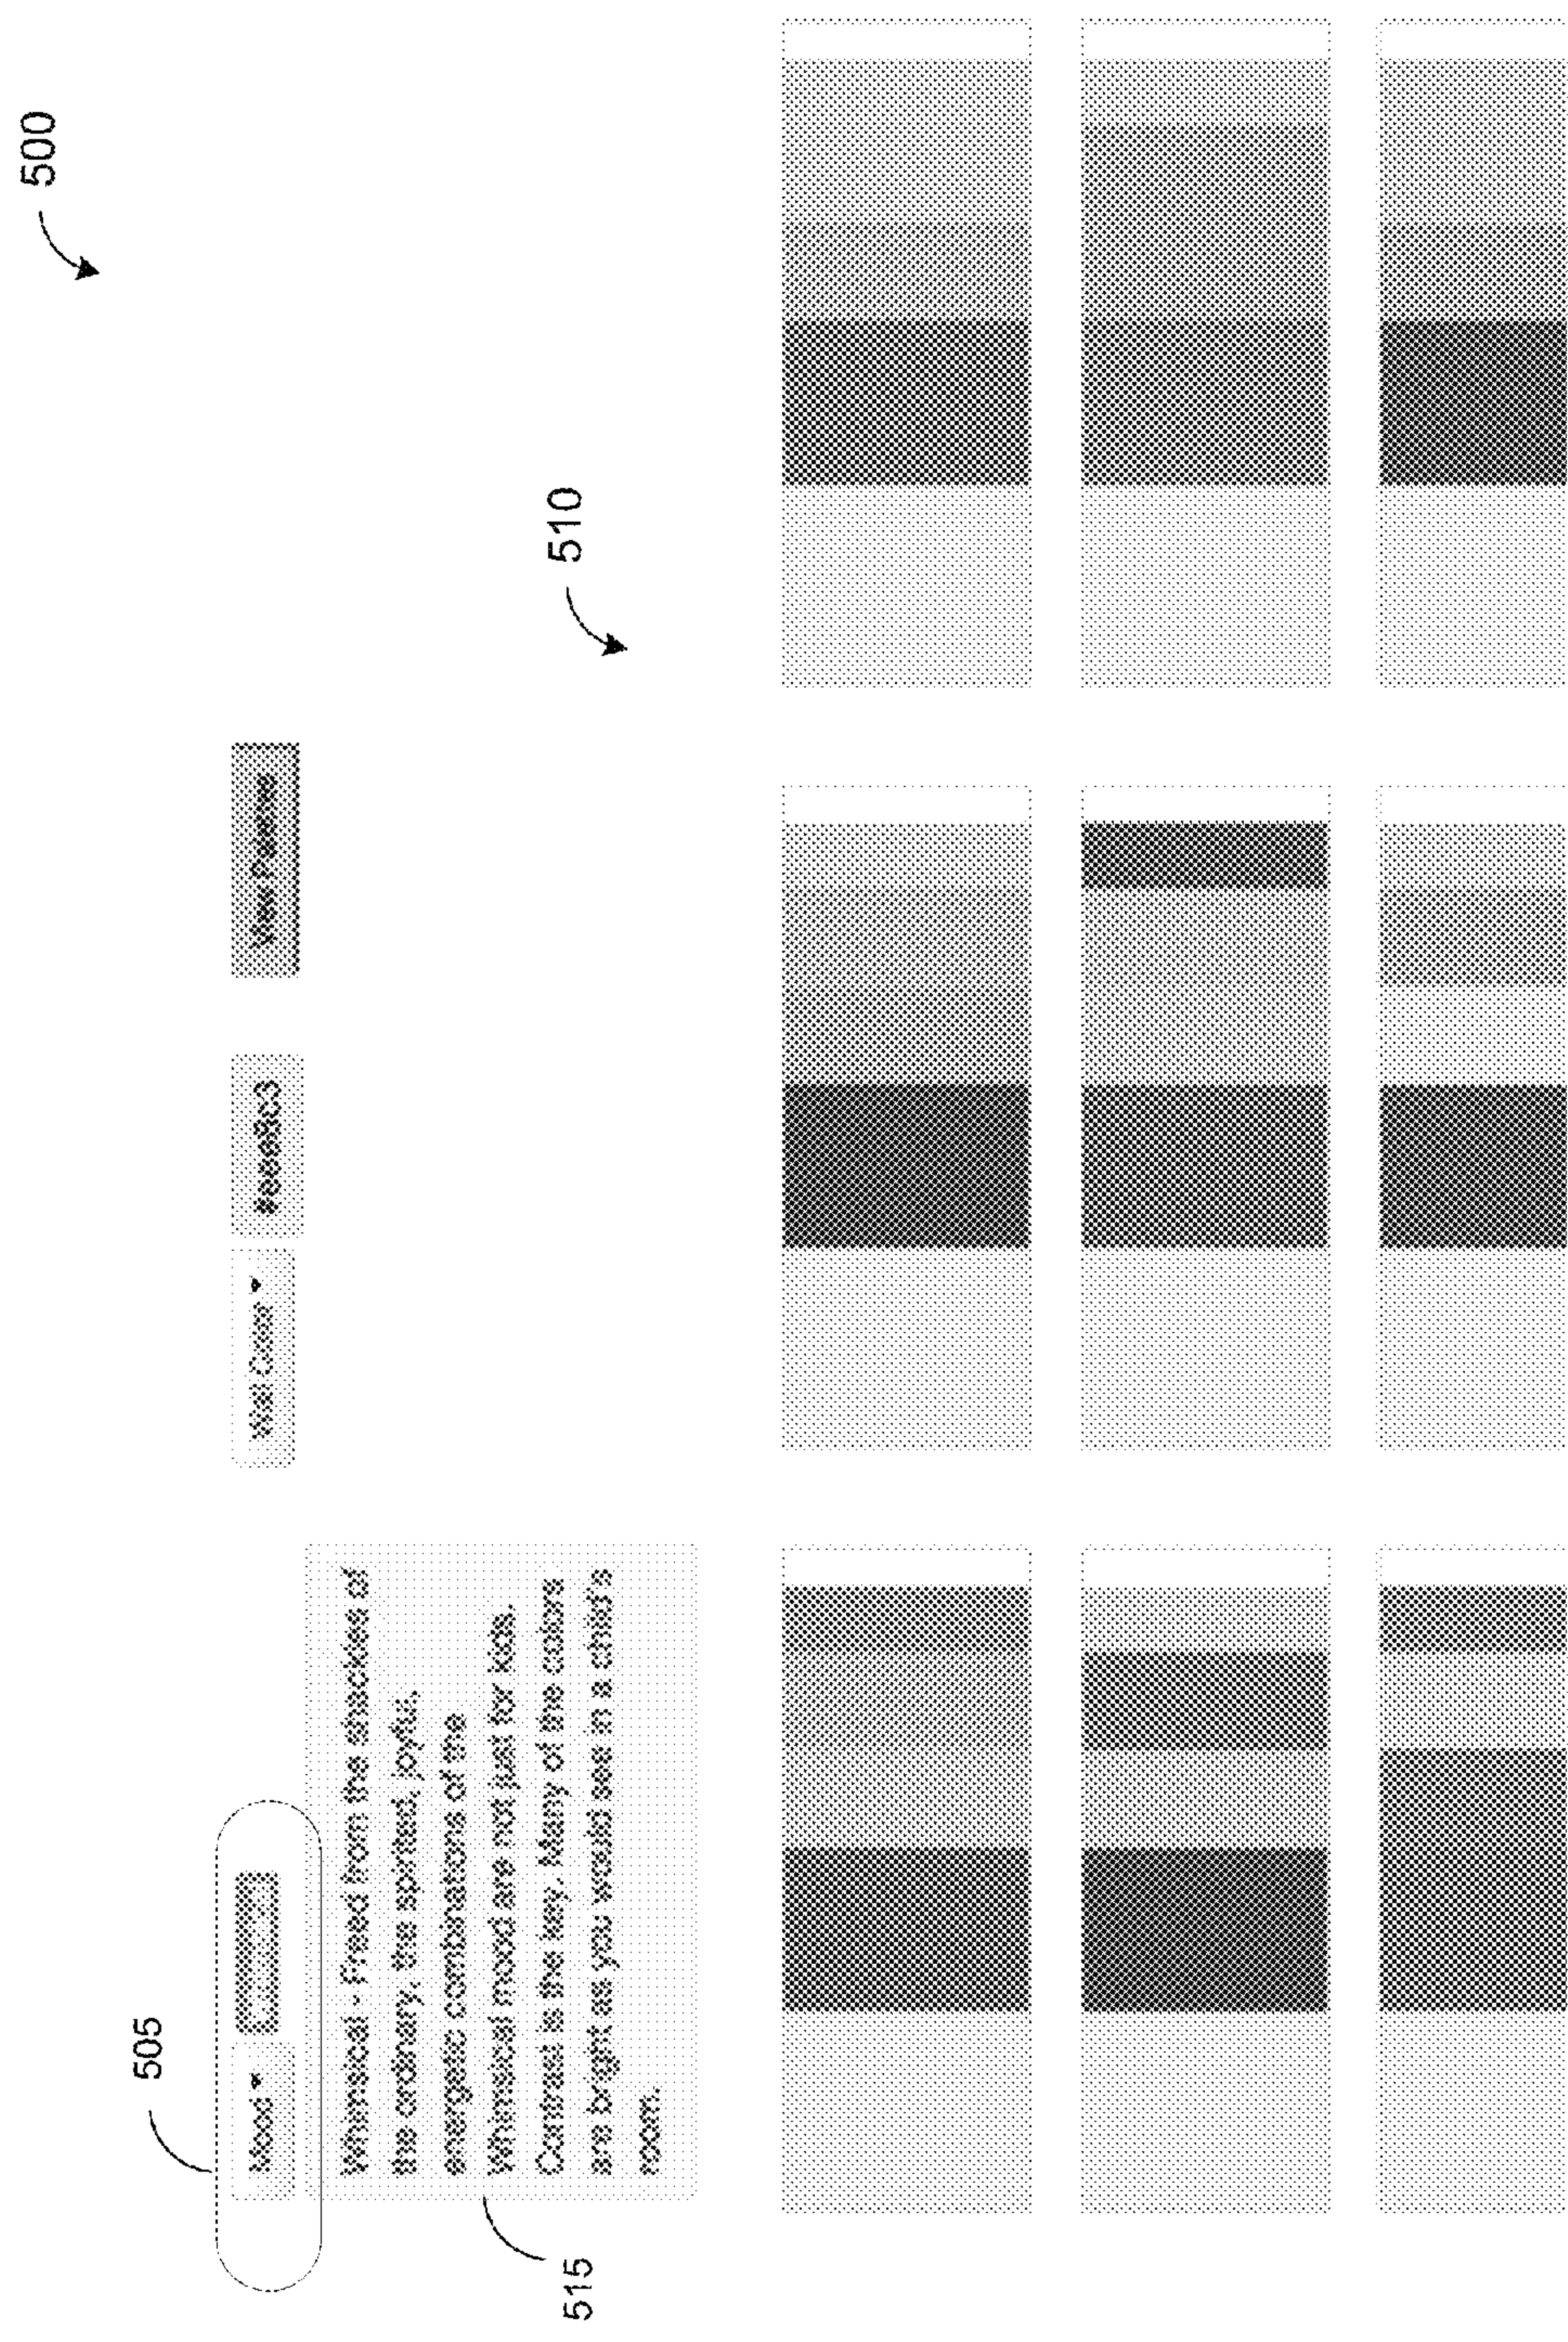 500
505
Mood Wall Color #eee8c3 View
Whimsical - Freed from the shackles of
the ordinary, the spirited, joyful,
energetic combinations of the
Whimsical mood are not just for kids.
Contrast is the key. Many of the colors
are bright as you would see in a child's
room.
515
510